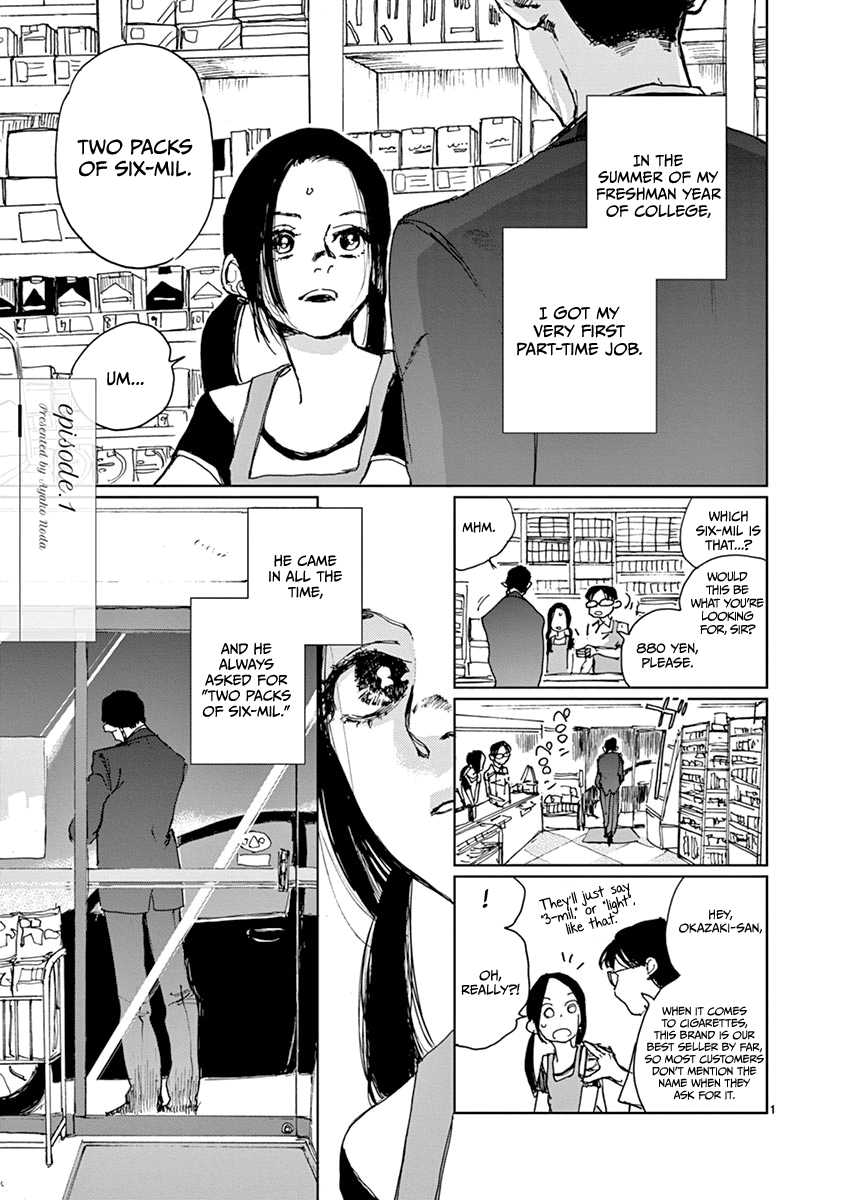 IN THE
SUMMER OF MY
FRESHMAN YEAR
OF COLLEGE,
I GOT MY
VERY FIRST
PART-TIME JOB.
TWO PACKS
OF SIX-MIL.
UM...
episode.1
Presented by Ayako Noda
WHICH
SIX-MIL IS
THAT...?
MHM.
WOULD
THIS BE
WHAT YOU'RE
LOOKING
FOR, SIR?
880 YEN,
PLEASE.
HEY,
OKAZAKI-SAN,
WHEN IT COMES
TO CIGARETTES,
THIS BRAND IS OUR
BEST SELLER BY FAR,
SO MOST CUSTOMERS
DON'T MENTION THE
NAME WHEN THEY
ASK FOR IT.
They'll just say
"3-mil," or "light",
like that.
!
OH,
REALLY?!
HE CAME
IN ALL THE
TIME,
AND HE
ALWAYS
ASKED FOR
"TWO PACKS
OF SIX-MIL."
1